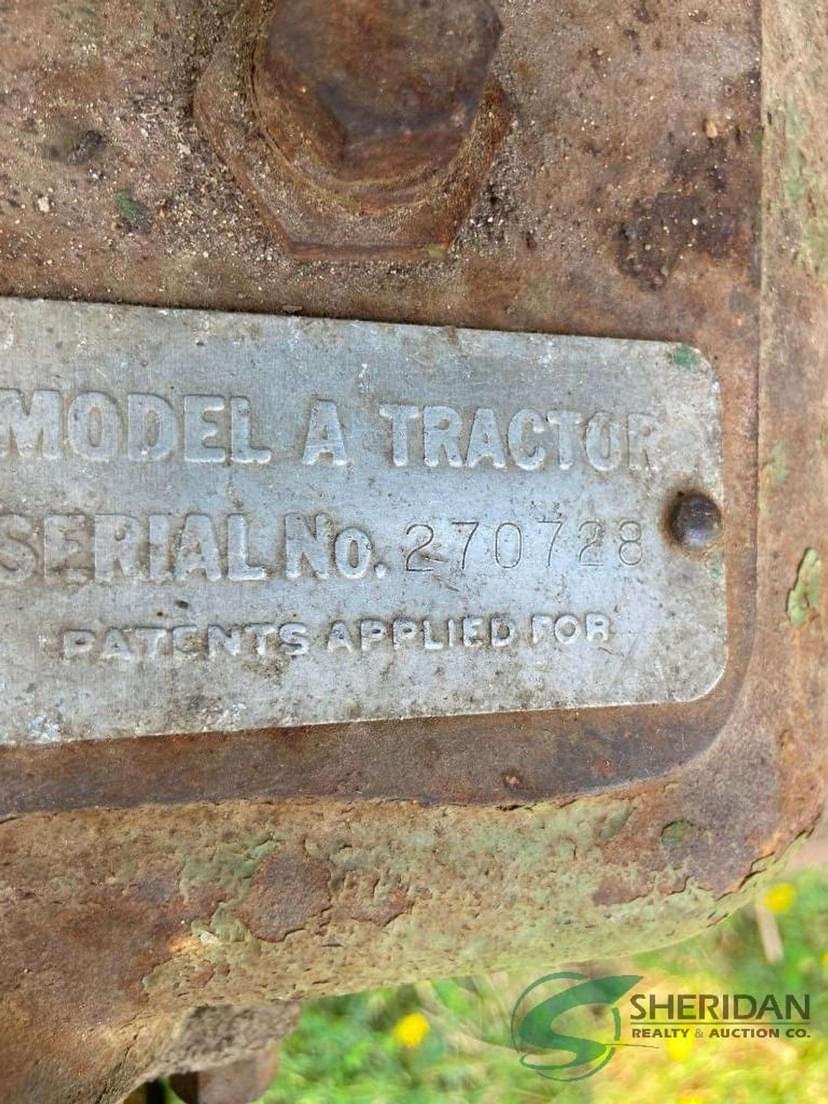 MODEL A TRACTOR
SERIAL No. 270728
PATENTS APPLIED FOR
SHERIDAN
REALTY & AUCTION CO.